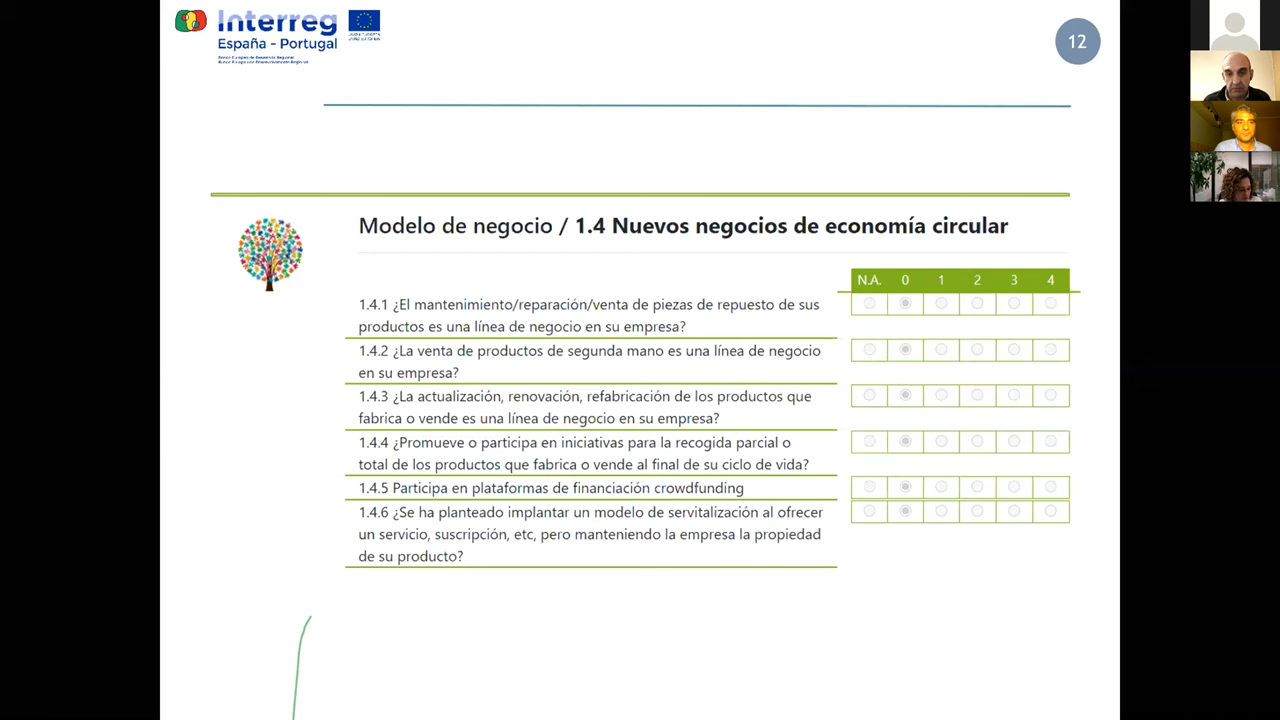 Interreg
España - Portugal
12
Modelo de negocio / 1.4 Nuevos negocios de economía circular
N.A. 0 1 2 3 4
1.4.1 ¿El mantenimiento/reparación/venta de piezas de repuesto de sus
productos es una línea de negocio en su empresa?
1.4.2 ¿La venta de productos de segunda mano es una línea de negocio
en su empresa?
1.4.3 ¿La actualización, renovación, refabricación de los productos que
fabrica o vende es una línea de negocio en su empresa?
1.4.4 ¿Promueve o participa en iniciativas para la recogida parcial o
total de los productos que fabrica o vende al final de su ciclo de vida?
1.4.5 Participa en plataformas de financiación crowdfunding
1.4.6 ¿Se ha planteado implantar un modelo de servitalización al ofrecer
un servicio, suscripción, etc, pero manteniendo la empresa la propiedad
de su producto?